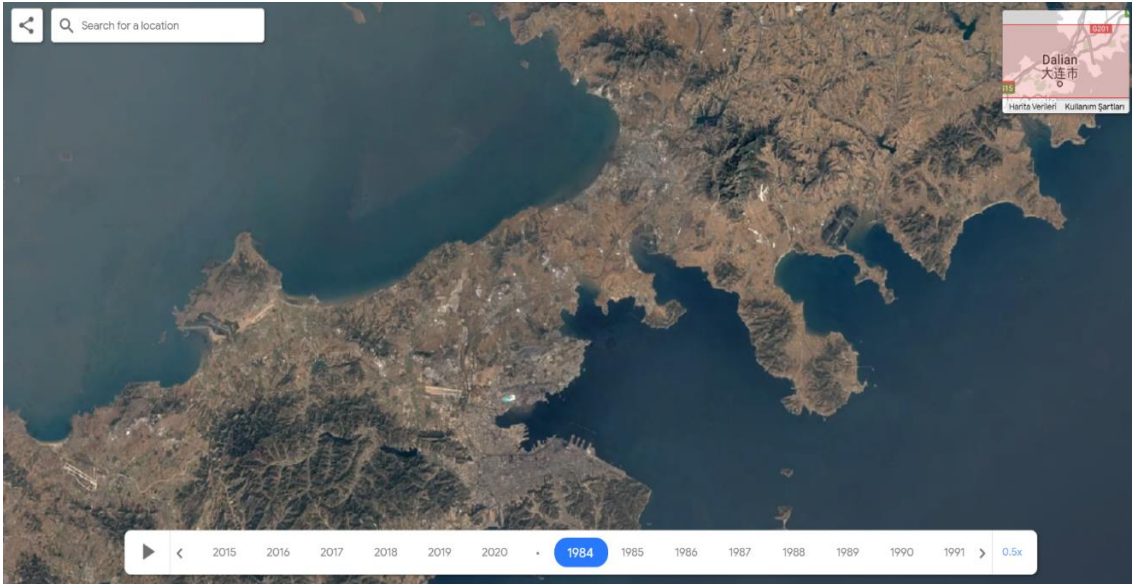 Search for a location
G201
Dalian
大连市
Harita Verileri Kullanım Şartları
2015 2016 2017 2018 2019 2020 · 1984 1985 1986 1987 1988 1989 1990 1991 0.5x